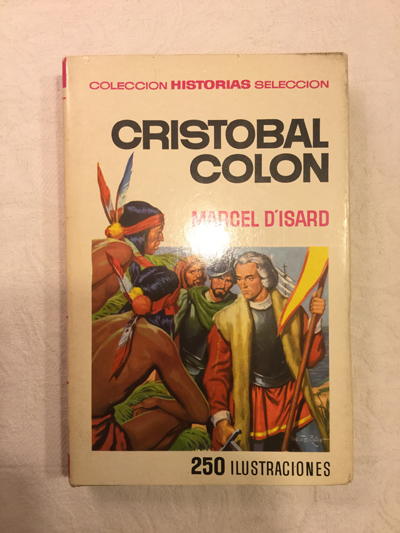 COLECCION HISTORIAS SELECCION
CRISTOBAL
COLON
MARCEL D'ISARD
250 ILUSTRACIONES